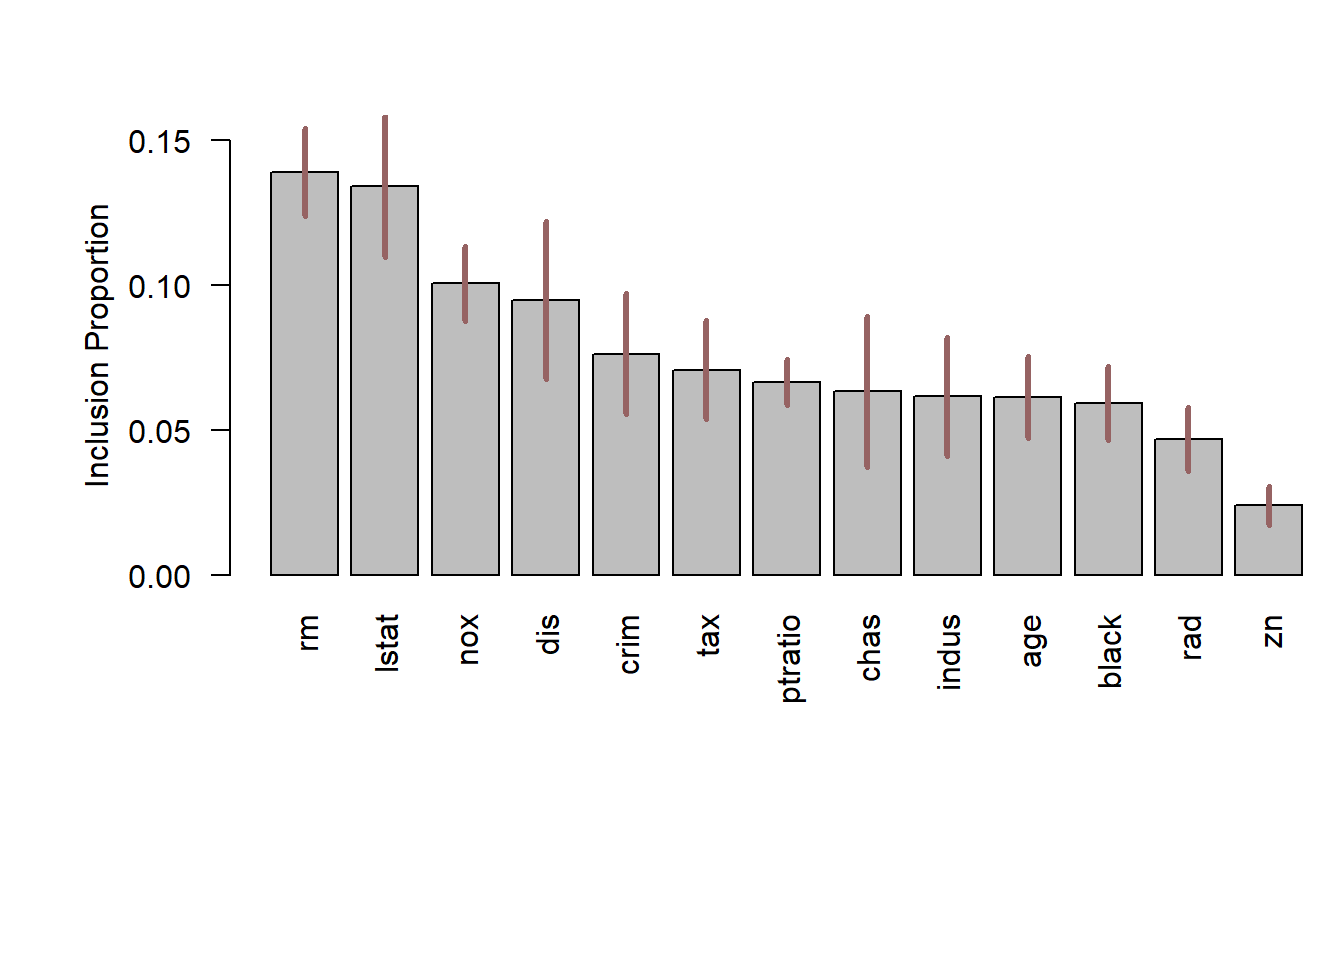 Inclusion Proportion
0.15
0.10
0.05
0.00
rm
lstat
nox
dis
crim
tax
ptratio
chas
indus
age
black
rad
zn